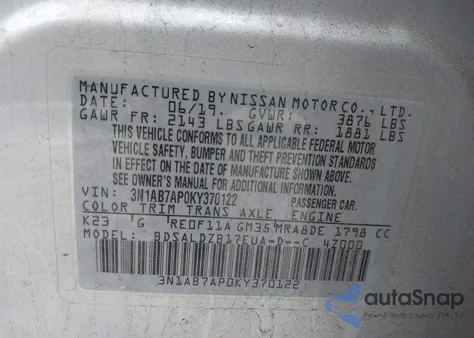 MANUFACTURED BY NISSAN MOTOR CO., LTD.
DATE: 06/19. GVWR: 3876 LBS
GAWR FR: 2143 LBS GAWR RR: 1881 LBS
THIS VEHICLE CONFORMS TO ALL APPLICABLE FEDERAL MOTOR
VEHICLE SAFETY, BUMPER AND THEFT PREVENTION STANDARDS
IN EFFECT ON THE DATE OF MANUFACTURE SHOWN ABOVE.
SEE OWNER'S MANUAL FOR ADDITIONAL INFORMATION.
VIN: 3N1AB7AP0KY370122 PASSENGER CAR.
COLOR TRIM TRANS AXLE ENGINE
K23 G RE0F11A GM35 MRA8DE 1798 CC
BDSALDZB17EUA-D--C 4Z000
3N1AB7AP0KY370122
autaSnap